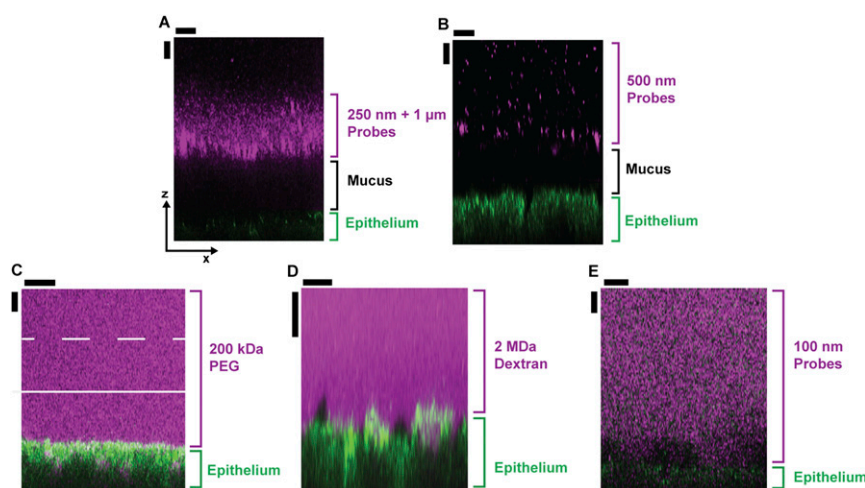 A
250 nm + 1 μm
Probes
Mucus
Epithelium
z
x
B
500 nm
Probes
Mucus
Epithelium
C
200 kDa
PEG
Epithelium
D
2 MDa
Dextran
Epithelium
E
100 nm
Probes
Epithelium